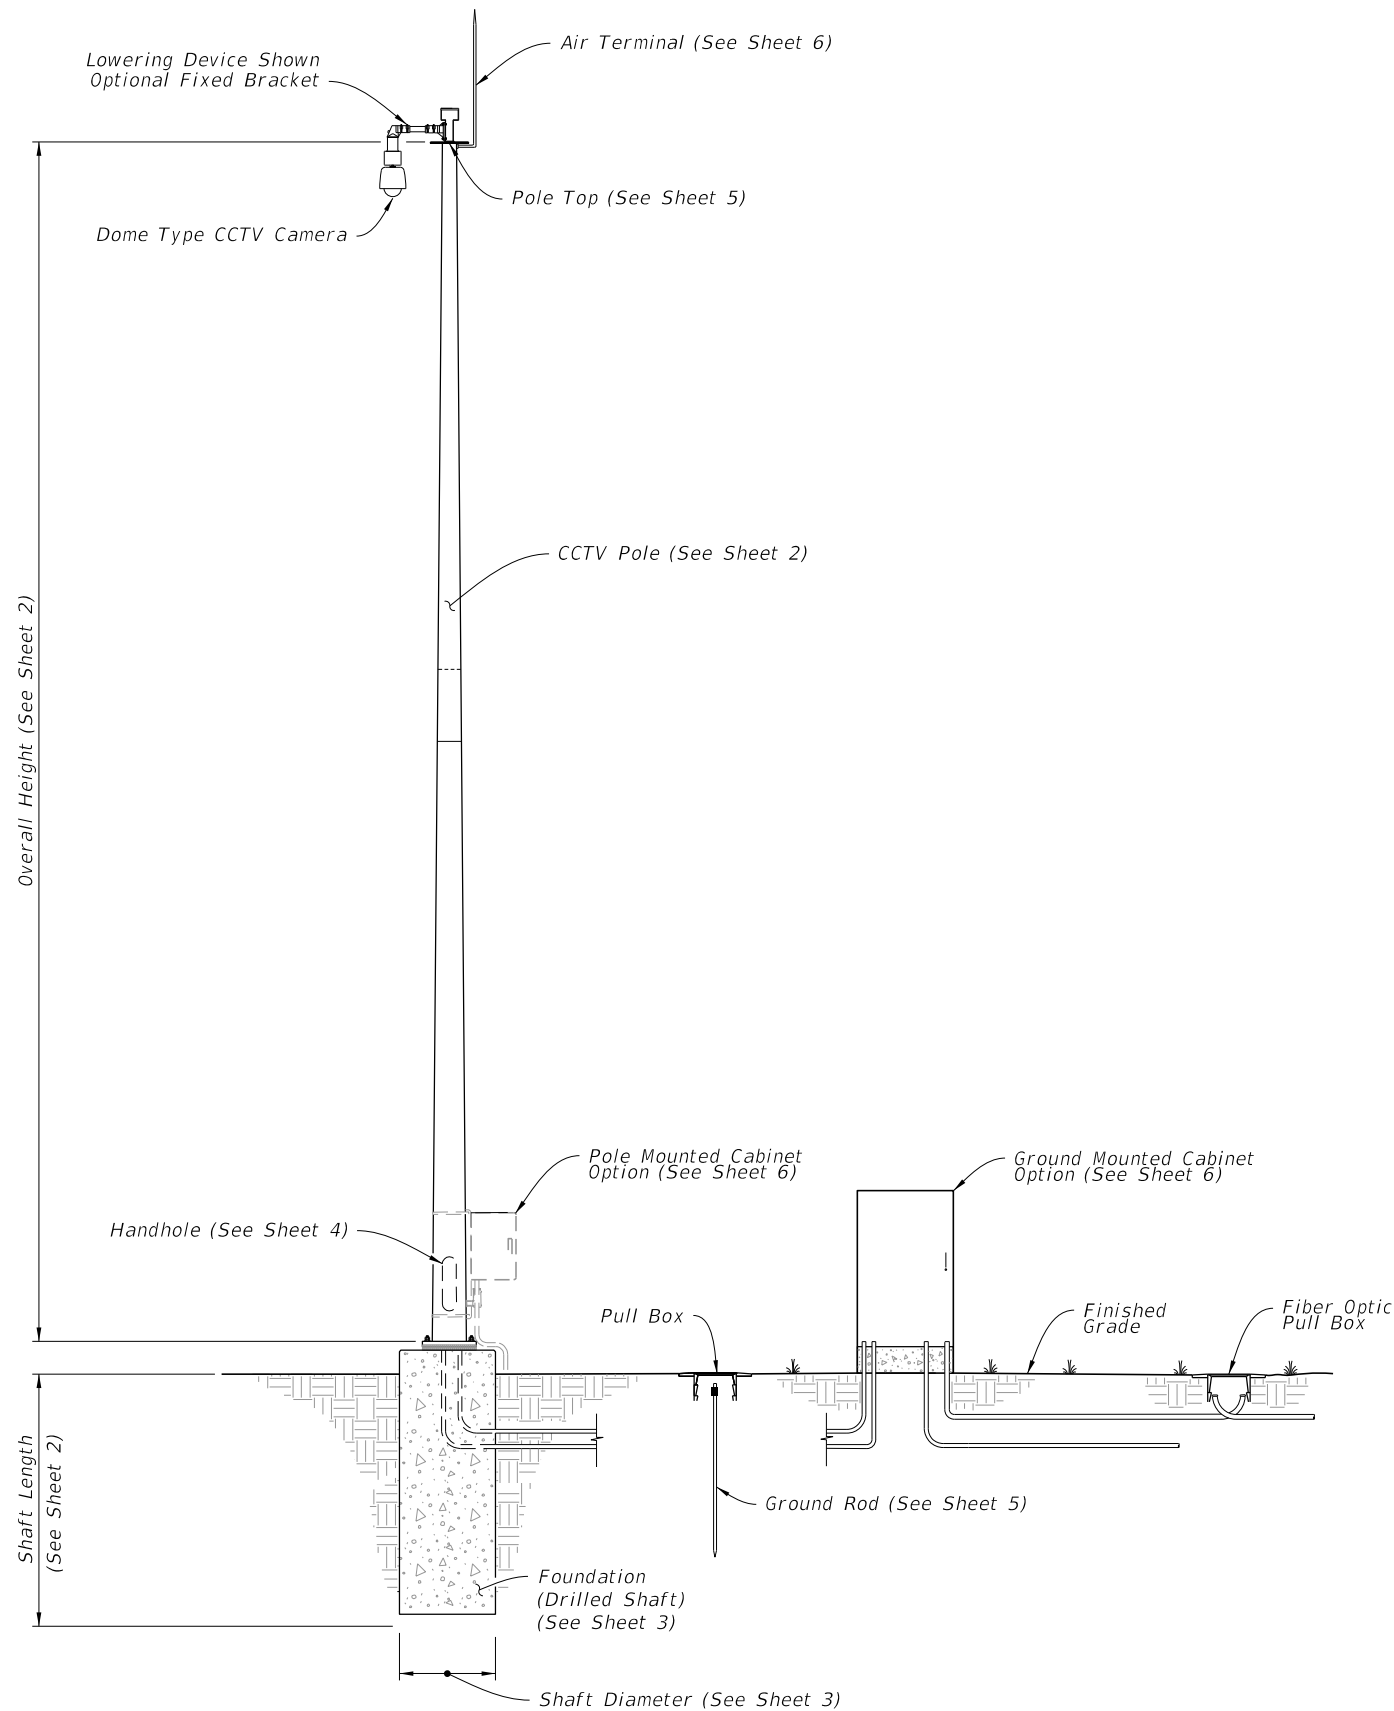 Air Terminal (See Sheet 6)
Lowering Device Shown
Optional Fixed Bracket
Pole Top (See Sheet 5)
Dome Type CCTV Camera
CCTV Pole (See Sheet 2)
Overall Height (See Sheet 2)
Pole Mounted Cabinet
Option (See Sheet 6)
Ground Mounted Cabinet
Option (See Sheet 6)
Handhole (See Sheet 4)
Pull Box
Finished
Grade
Fiber Optic
Pull Box
Shaft Length
(See Sheet 2)
Ground Rod (See Sheet 5)
Foundation
(Drilled Shaft)
(See Sheet 3)
Shaft Diameter (See Sheet 3)